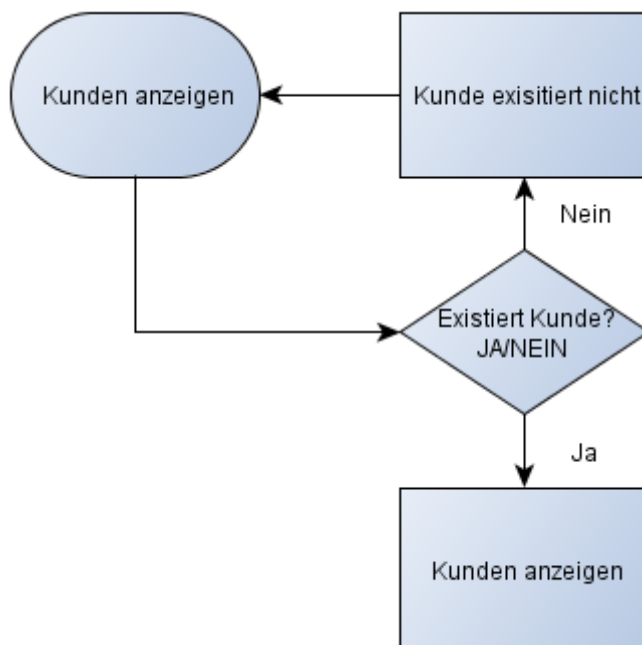 Kunden anzeigen
Kunde exisitiert nicht
Nein
Existiert Kunde?
JA/NEIN
Ja
Kunden anzeigen